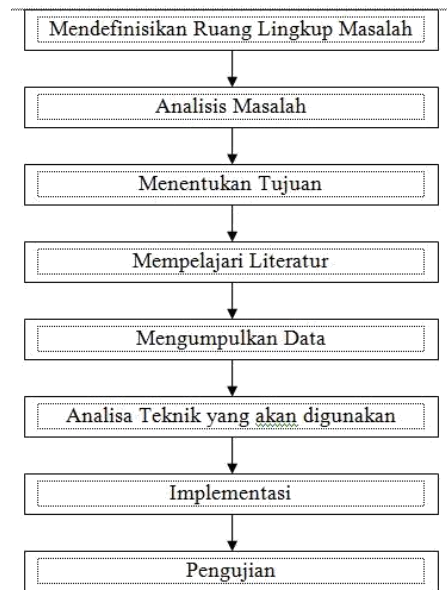 Mendefinisikan Ruang Lingkup Masalah
Analisis Masalah
Menentukan Tujuan
Mempelajari Literatur
Mengumpulkan Data
Analisa Teknik yang akan digunakan
Implementasi
Pengujian